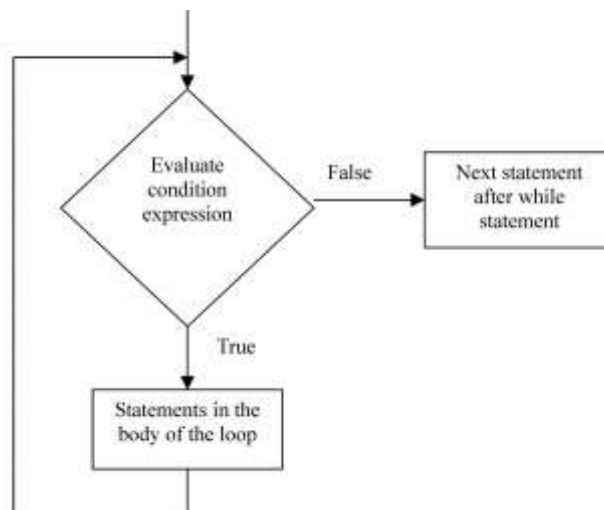 Evaluate
condition
expression
False
Next statement
after while
statement
True
Statements in the
body of the loop